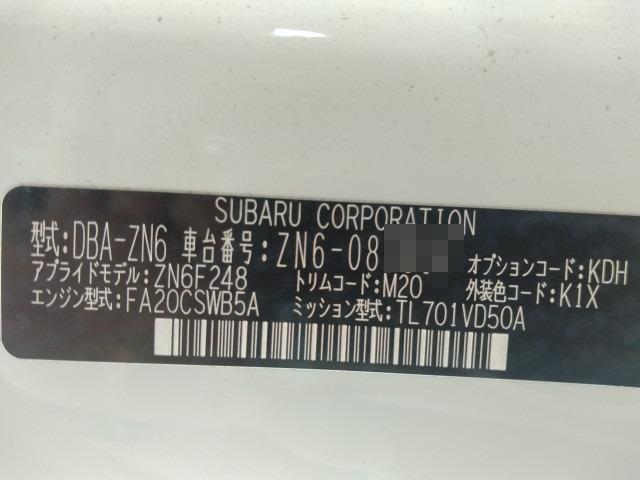 SUBARU CORPORATION
型式:DBA-ZN6 車台番号:ZN6-08 オプションコード:KDH
アプライドモデル:ZN6F248 トリムコード:M20 外装色コード:K1X
エンジン型式:FA20CSWB5A ミッション型式:TL701VD50A